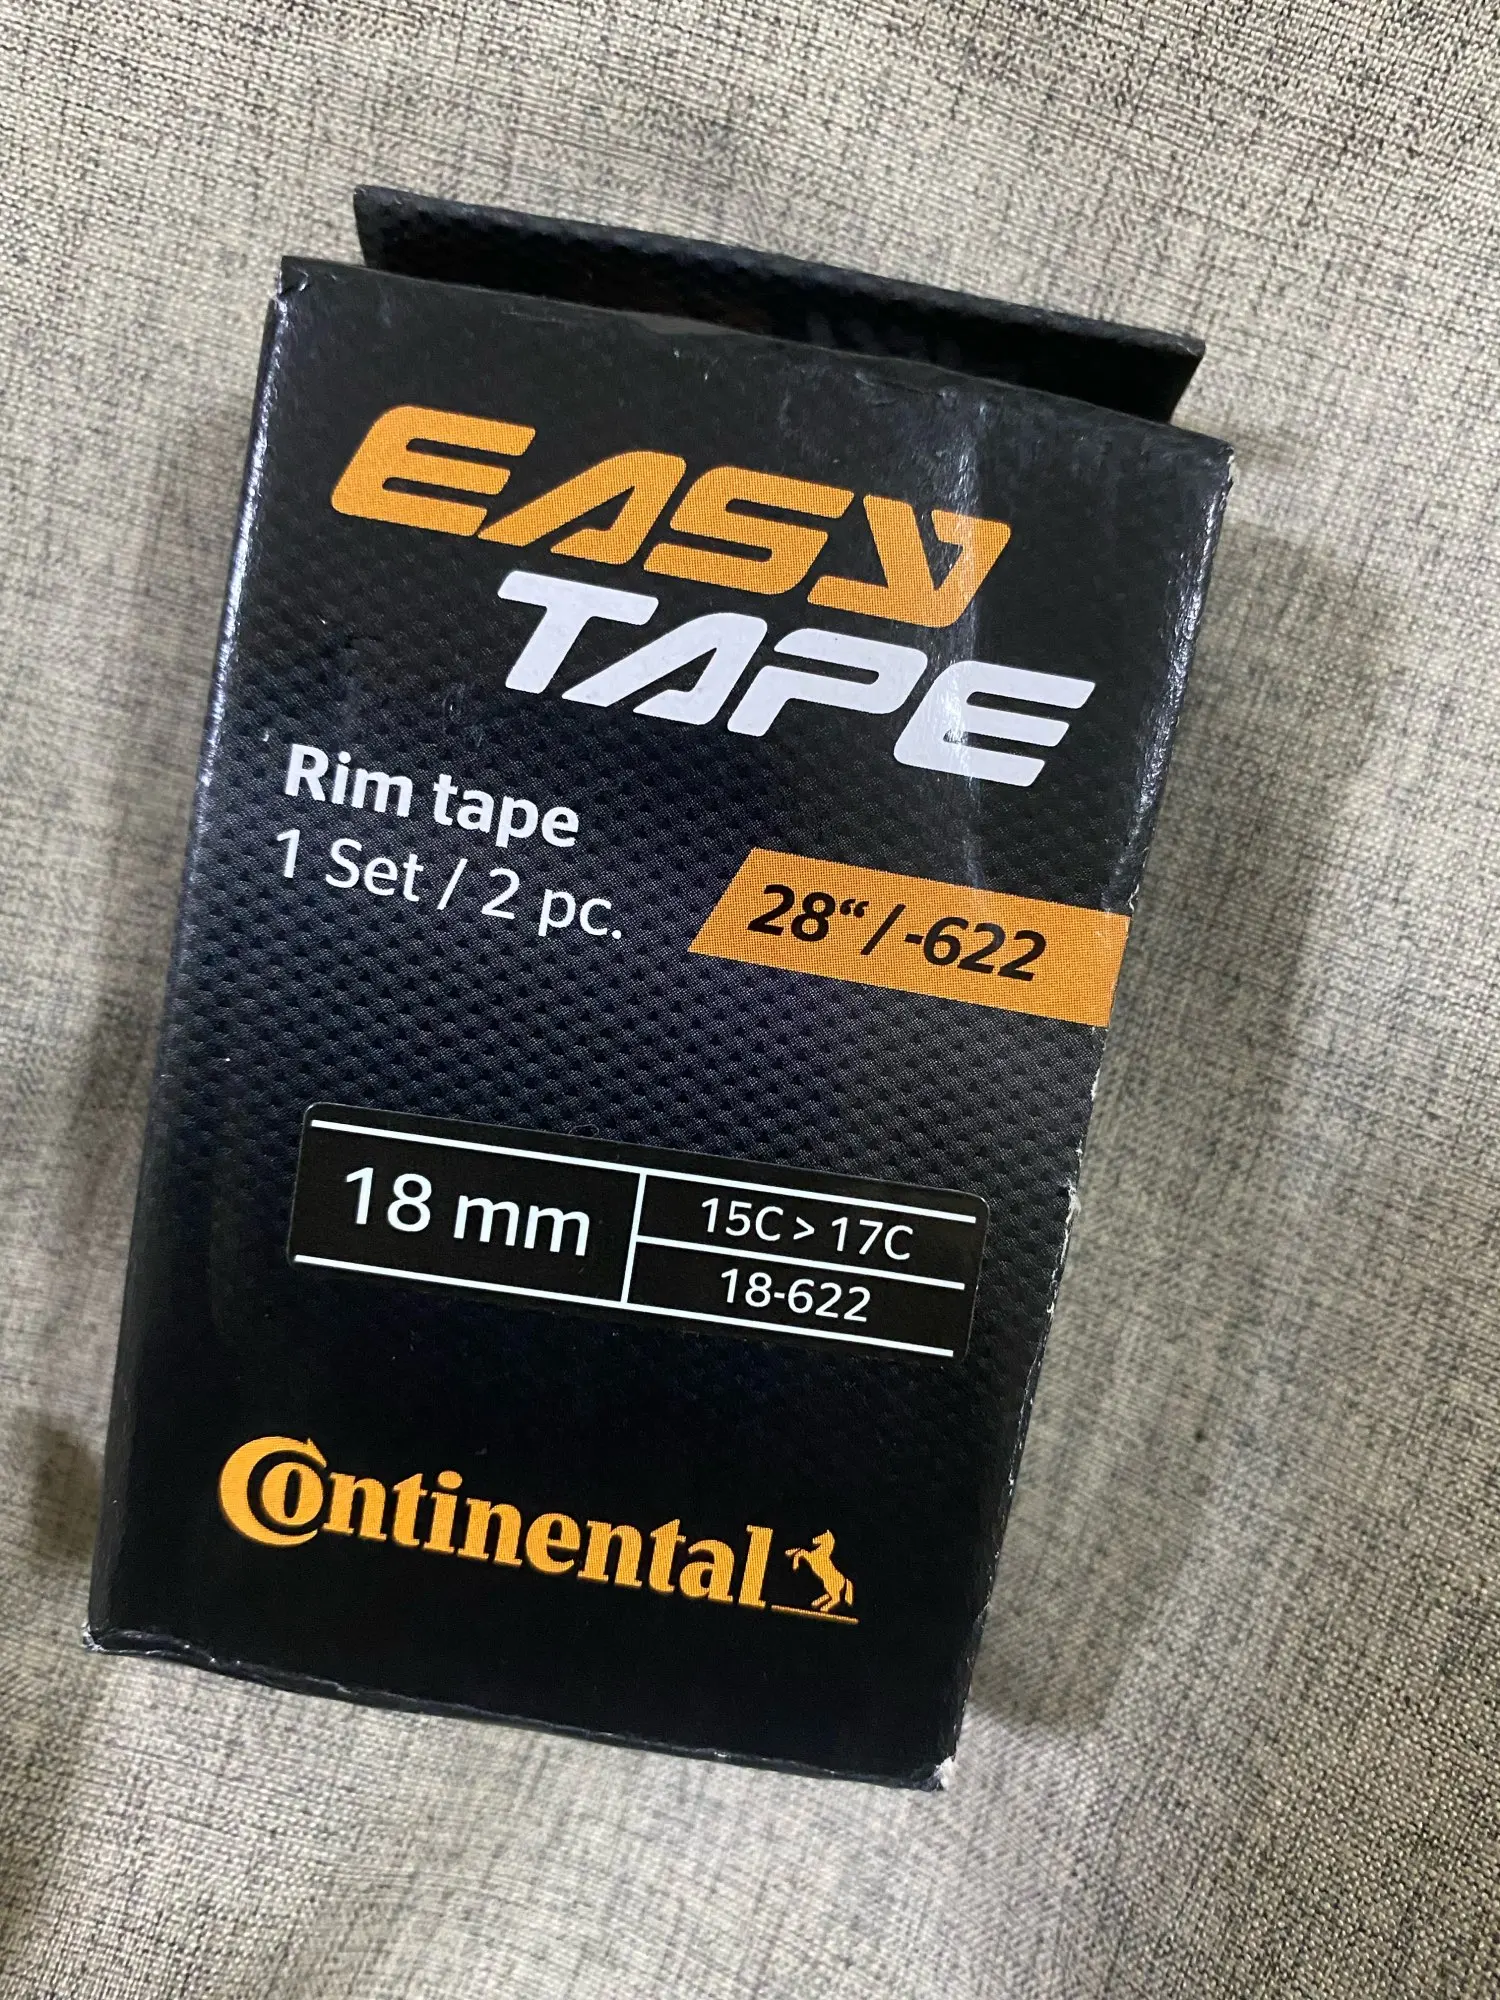 EASY
TAPE
Rim tape
1 Set / 2 pc.
28“ / -622
18 mm
15C > 17C
18-622
Continental